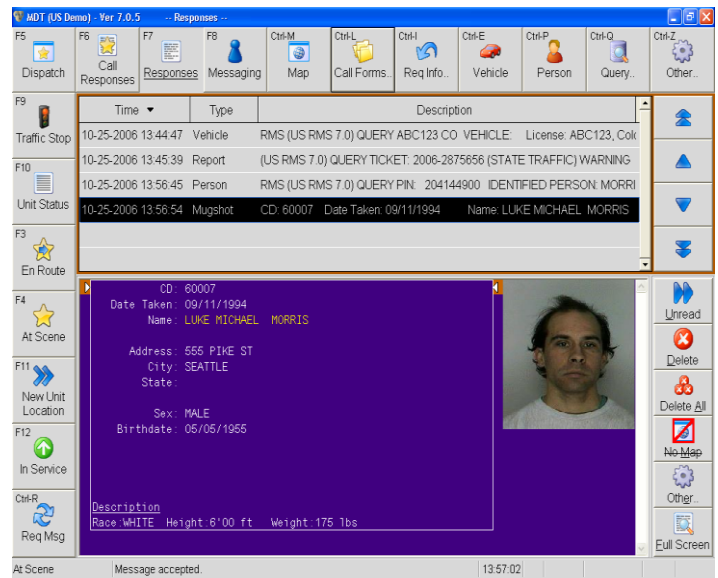 MDT (US Demo) - Ver 7.0.5 -- Responses --
F5 Dispatch
F6 Call Responses
F7 Responses
F8 Messaging
Ctrl-M Map
Ctrl-L Call Forms..
Ctrl-I Req Info..
Ctrl-E Vehicle
Ctrl-P Person
Ctrl-Q Query..
Ctrl-Z Other..
F9 Traffic Stop
F10 Unit Status
F3 En Route
F4 At Scene
F11 New Unit Location
F12 In Service
Ctrl-R Req Msg
Time Type Description
10-25-2006 13:44:47 Vehicle RMS (US RMS 7.0) QUERY ABC123 CO VEHICLE: License: ABC123, Colo
10-25-2006 13:45:39 Report (US RMS 7.0) QUERY TICKET: 2006-2875656 (STATE TRAFFIC) WARNING
10-25-2006 13:56:45 Person RMS (US RMS 7.0) QUERY PIN: 204144900 IDENTIFIED PERSON: MORRI
10-25-2006 13:56:54 Mugshot CD: 60007 Date Taken: 09/11/1994 Name: LUKE MICHAEL MORRIS
CD: 60007
Date Taken: 09/11/1994
Name: LUKE MICHAEL MORRIS
Address: 555 PIKE ST
City: SEATTLE
State:
Sex: MALE
Birthdate: 05/05/1955
Description
Race:WHITE Height:6'00 ft Weight:175 lbs
Unread
Delete
Delete All
No Map
Other..
Full Screen
At Scene Message accepted. 13:57:02